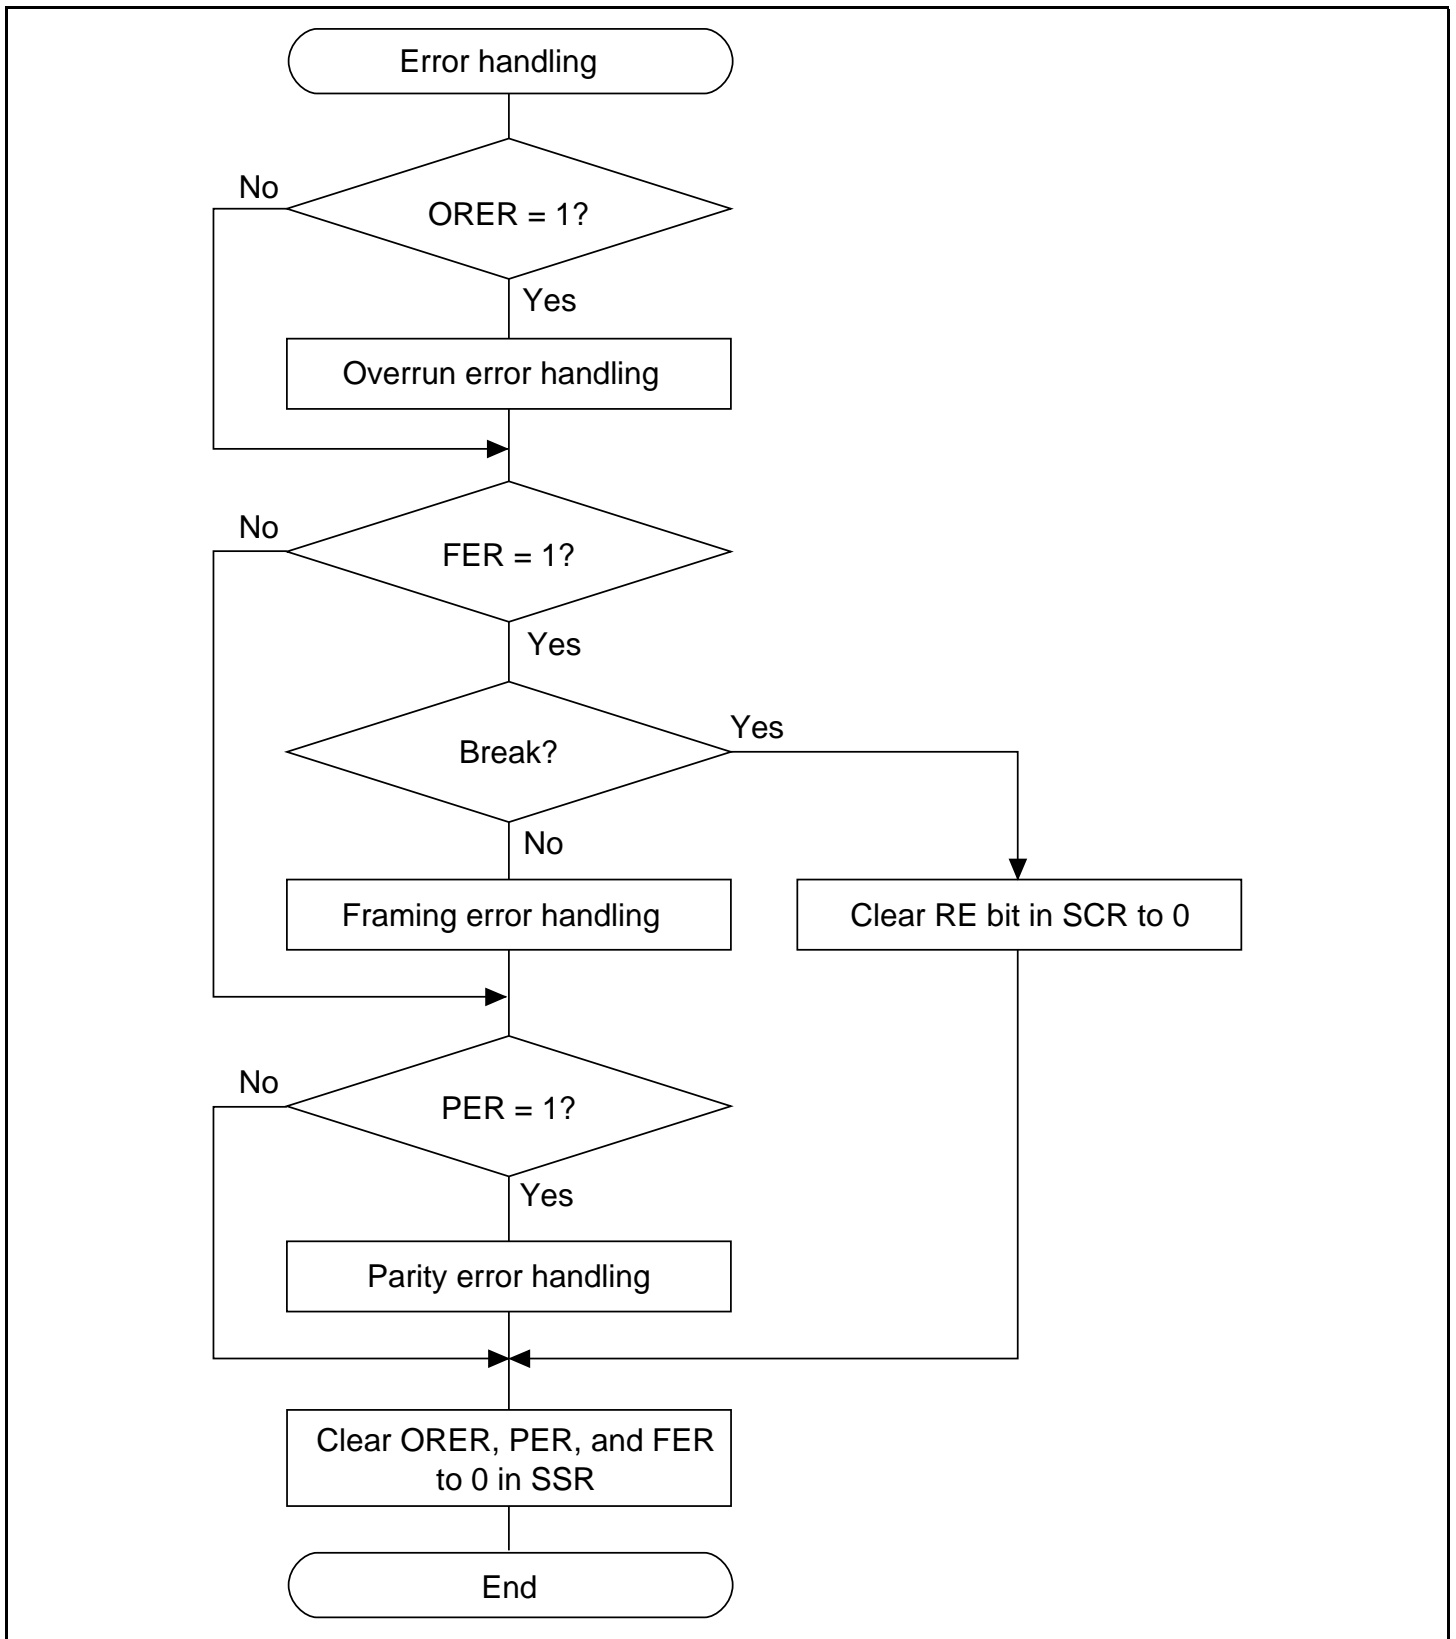 Error handling
No
ORER = 1?
Yes
Overrun error handling
No
FER = 1?
Yes
Break?
Yes
No
Framing error handling
Clear RE bit in SCR to 0
No
PER = 1?
Yes
Parity error handling
Clear ORER, PER, and FER
to 0 in SSR
End